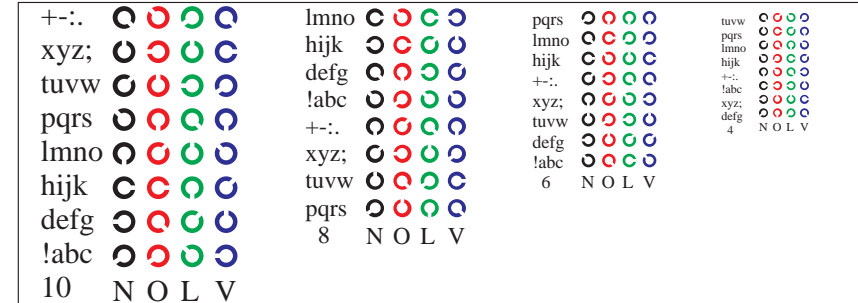 +-:.
xyz;
tuvw
pqrs
lmno
hijk
defg
!abc
10 N O L V
lmno
hijk
defg
!abc
+-:.
xyz;
tuvw
pqrs
8 N O L V
pqrs
lmno
hijk
+-:.
xyz;
tuvw
defg
!abc
6 N O L V
tuvw
pqrs
lmno
hijk
+-:.
!abc
xyz;
defg
4 N O L V